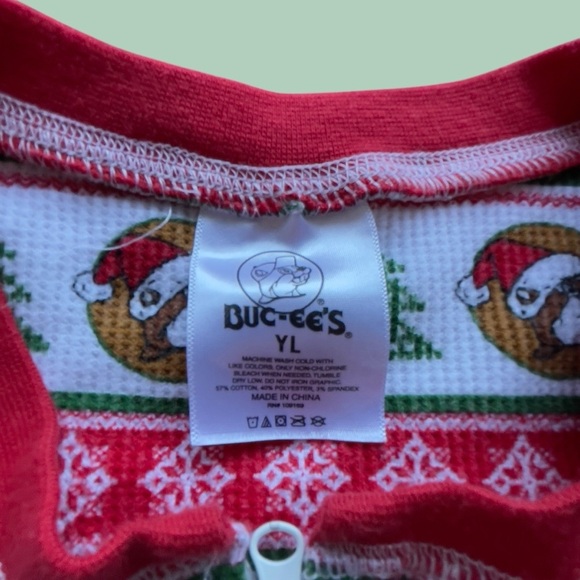 BUC-EE'S®
YL
MACHINE WASH COLD WITH
LIKE COLORS, ONLY NON-CHLORINE
BLEACH WHEN NEEDED, TUMBLE
DRY LOW DO NOT IRON GRAPHIC.
57% COTTON, 40% POLYESTER, 3% SPANDEX
MADE IN CHINA